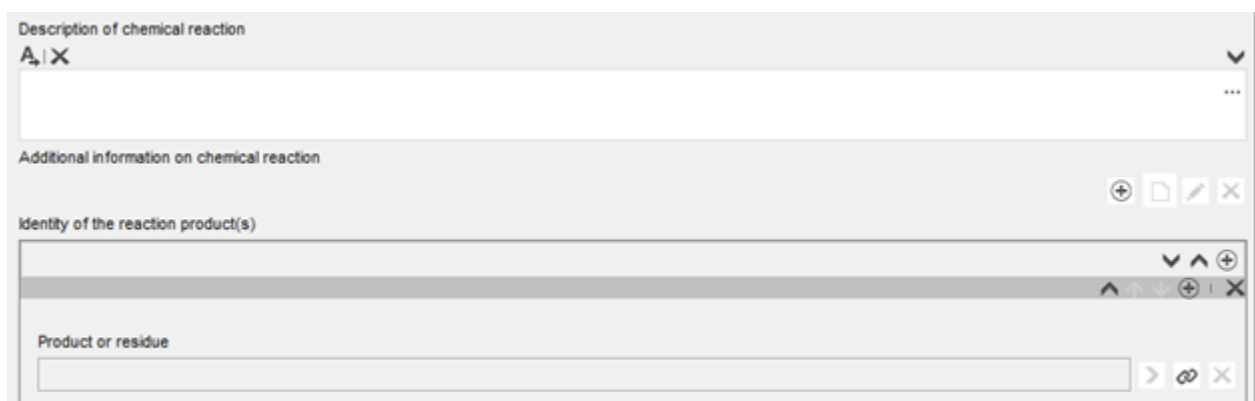 Description of chemical reaction
A
...
Additional information on chemical reaction
Identity of the reaction product(s)
Product or residue